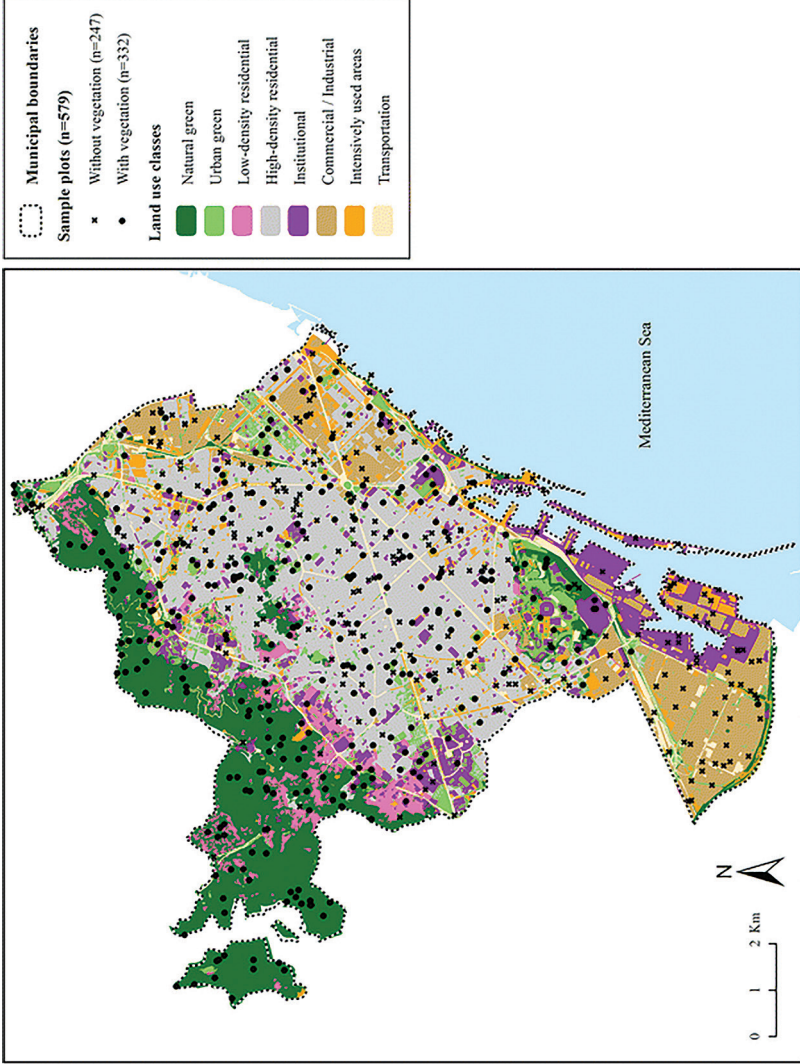 Municipal boundaries
Sample plots (n=579)
Without vegetation (n=247)
With vegetation (n=332)
Land use classes
Natural green
Urban green
Low-density residential
High-density residential
Institutional
Commercial / Industrial
Intensively used areas
Transportation
Mediterranean Sea
N
0 1 2 Km